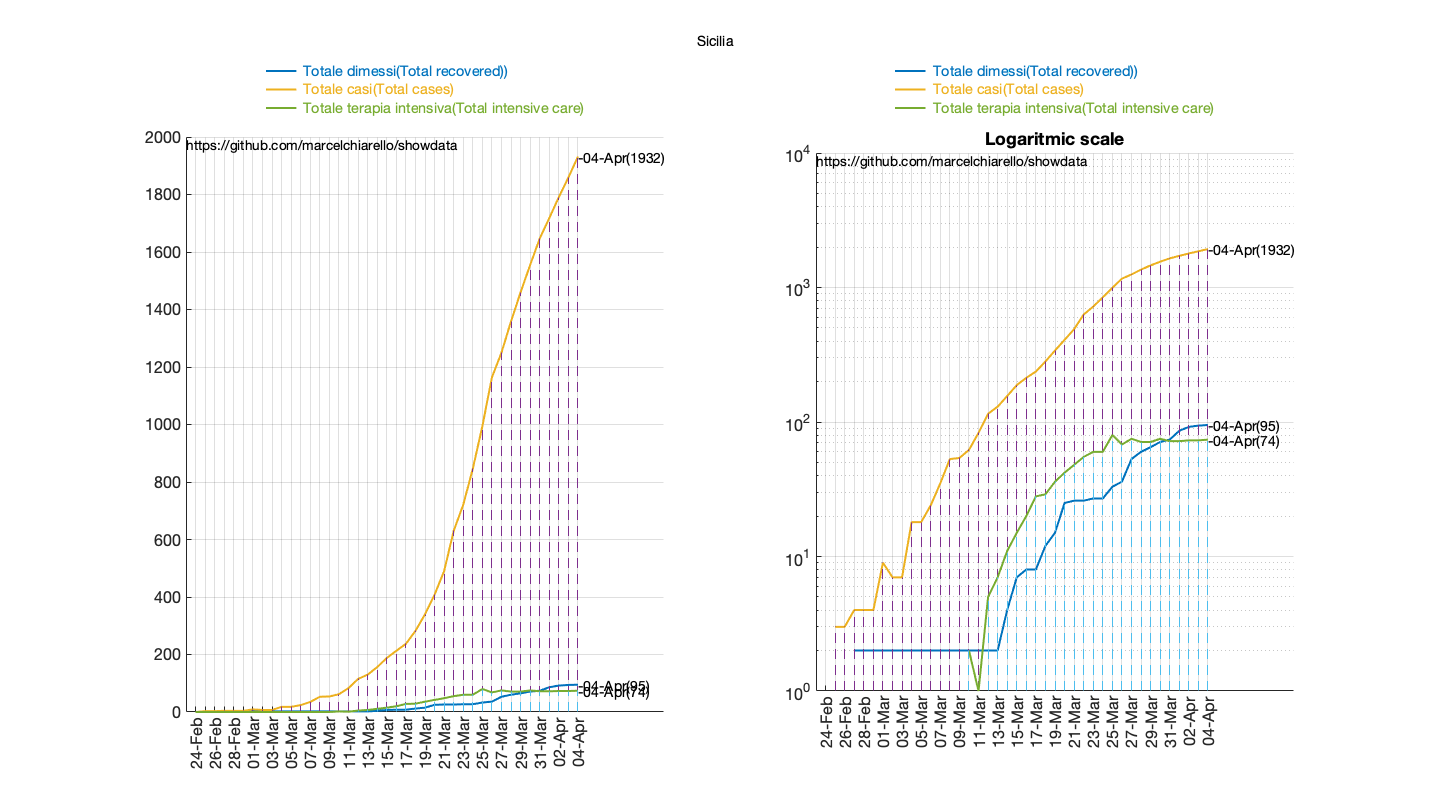 Sicilia
Totale dimessi(Total recovered))
Totale casi(Total cases)
Totale terapia intensiva(Total intensive care)
2000
1800
1600
1400
1200
1000
800
600
400
200
0
https://github.com/marcelchiarello/showdata
-04-Apr(1932)
-04-Apr(95)
-04-Apr(74)
24-Feb
26-Feb
28-Feb
01-Mar
03-Mar
05-Mar
07-Mar
09-Mar
11-Mar
13-Mar
15-Mar
17-Mar
19-Mar
21-Mar
23-Mar
25-Mar
27-Mar
29-Mar
31-Mar
02-Apr
04-Apr
Totale dimessi(Total recovered))
Totale casi(Total cases)
Totale terapia intensiva(Total intensive care)
Logaritmic scale
10^4
10^3
10^2
10^1
10^0
https://github.com/marcelchiarello/showdata
-04-Apr(1932)
-04-Apr(95)
-04-Apr(74)
24-Feb
26-Feb
28-Feb
01-Mar
03-Mar
05-Mar
07-Mar
09-Mar
11-Mar
13-Mar
15-Mar
17-Mar
19-Mar
21-Mar
23-Mar
25-Mar
27-Mar
29-Mar
31-Mar
02-Apr
04-Apr